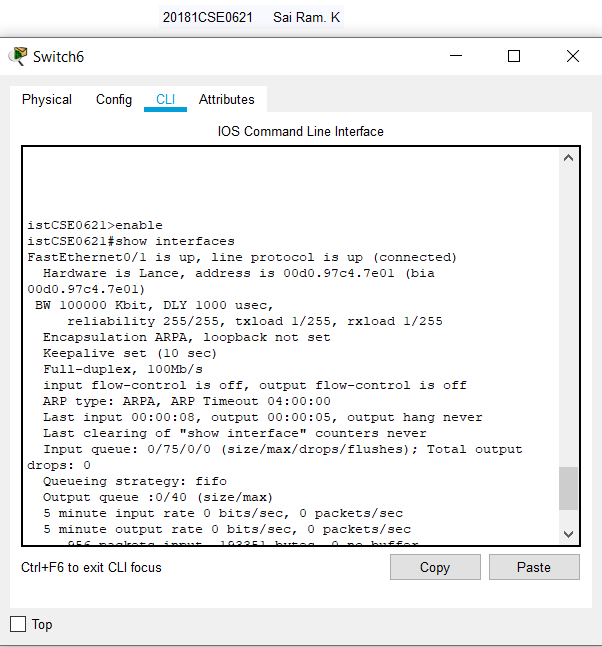 20181CSE0621 Sai Ram. K
Switch6
Physical Config CLI Attributes
IOS Command Line Interface
istCSE0621>enable
istCSE0621#show interfaces
FastEthernet0/1 is up, line protocol is up (connected)
Hardware is Lance, address is 00d0.97c4.7e01 (bia
00d0.97c4.7e01)
BW 100000 Kbit, DLY 1000 usec,
reliability 255/255, txload 1/255, rxload 1/255
Encapsulation ARPA, loopback not set
Keepalive set (10 sec)
Full-duplex, 100Mb/s
input flow-control is off, output flow-control is off
ARP type: ARPA, ARP Timeout 04:00:00
Last input 00:00:08, output 00:00:05, output hang never
Last clearing of "show interface" counters never
Input queue: 0/75/0/0 (size/max/drops/flushes); Total output
drops: 0
Queueing strategy: fifo
Output queue :0/40 (size/max)
5 minute input rate 0 bits/sec, 0 packets/sec
5 minute output rate 0 bits/sec, 0 packets/sec
956 packets input, 193351 bytes, 0 no buffer
Ctrl+F6 to exit CLI focus
Copy
Paste
Top